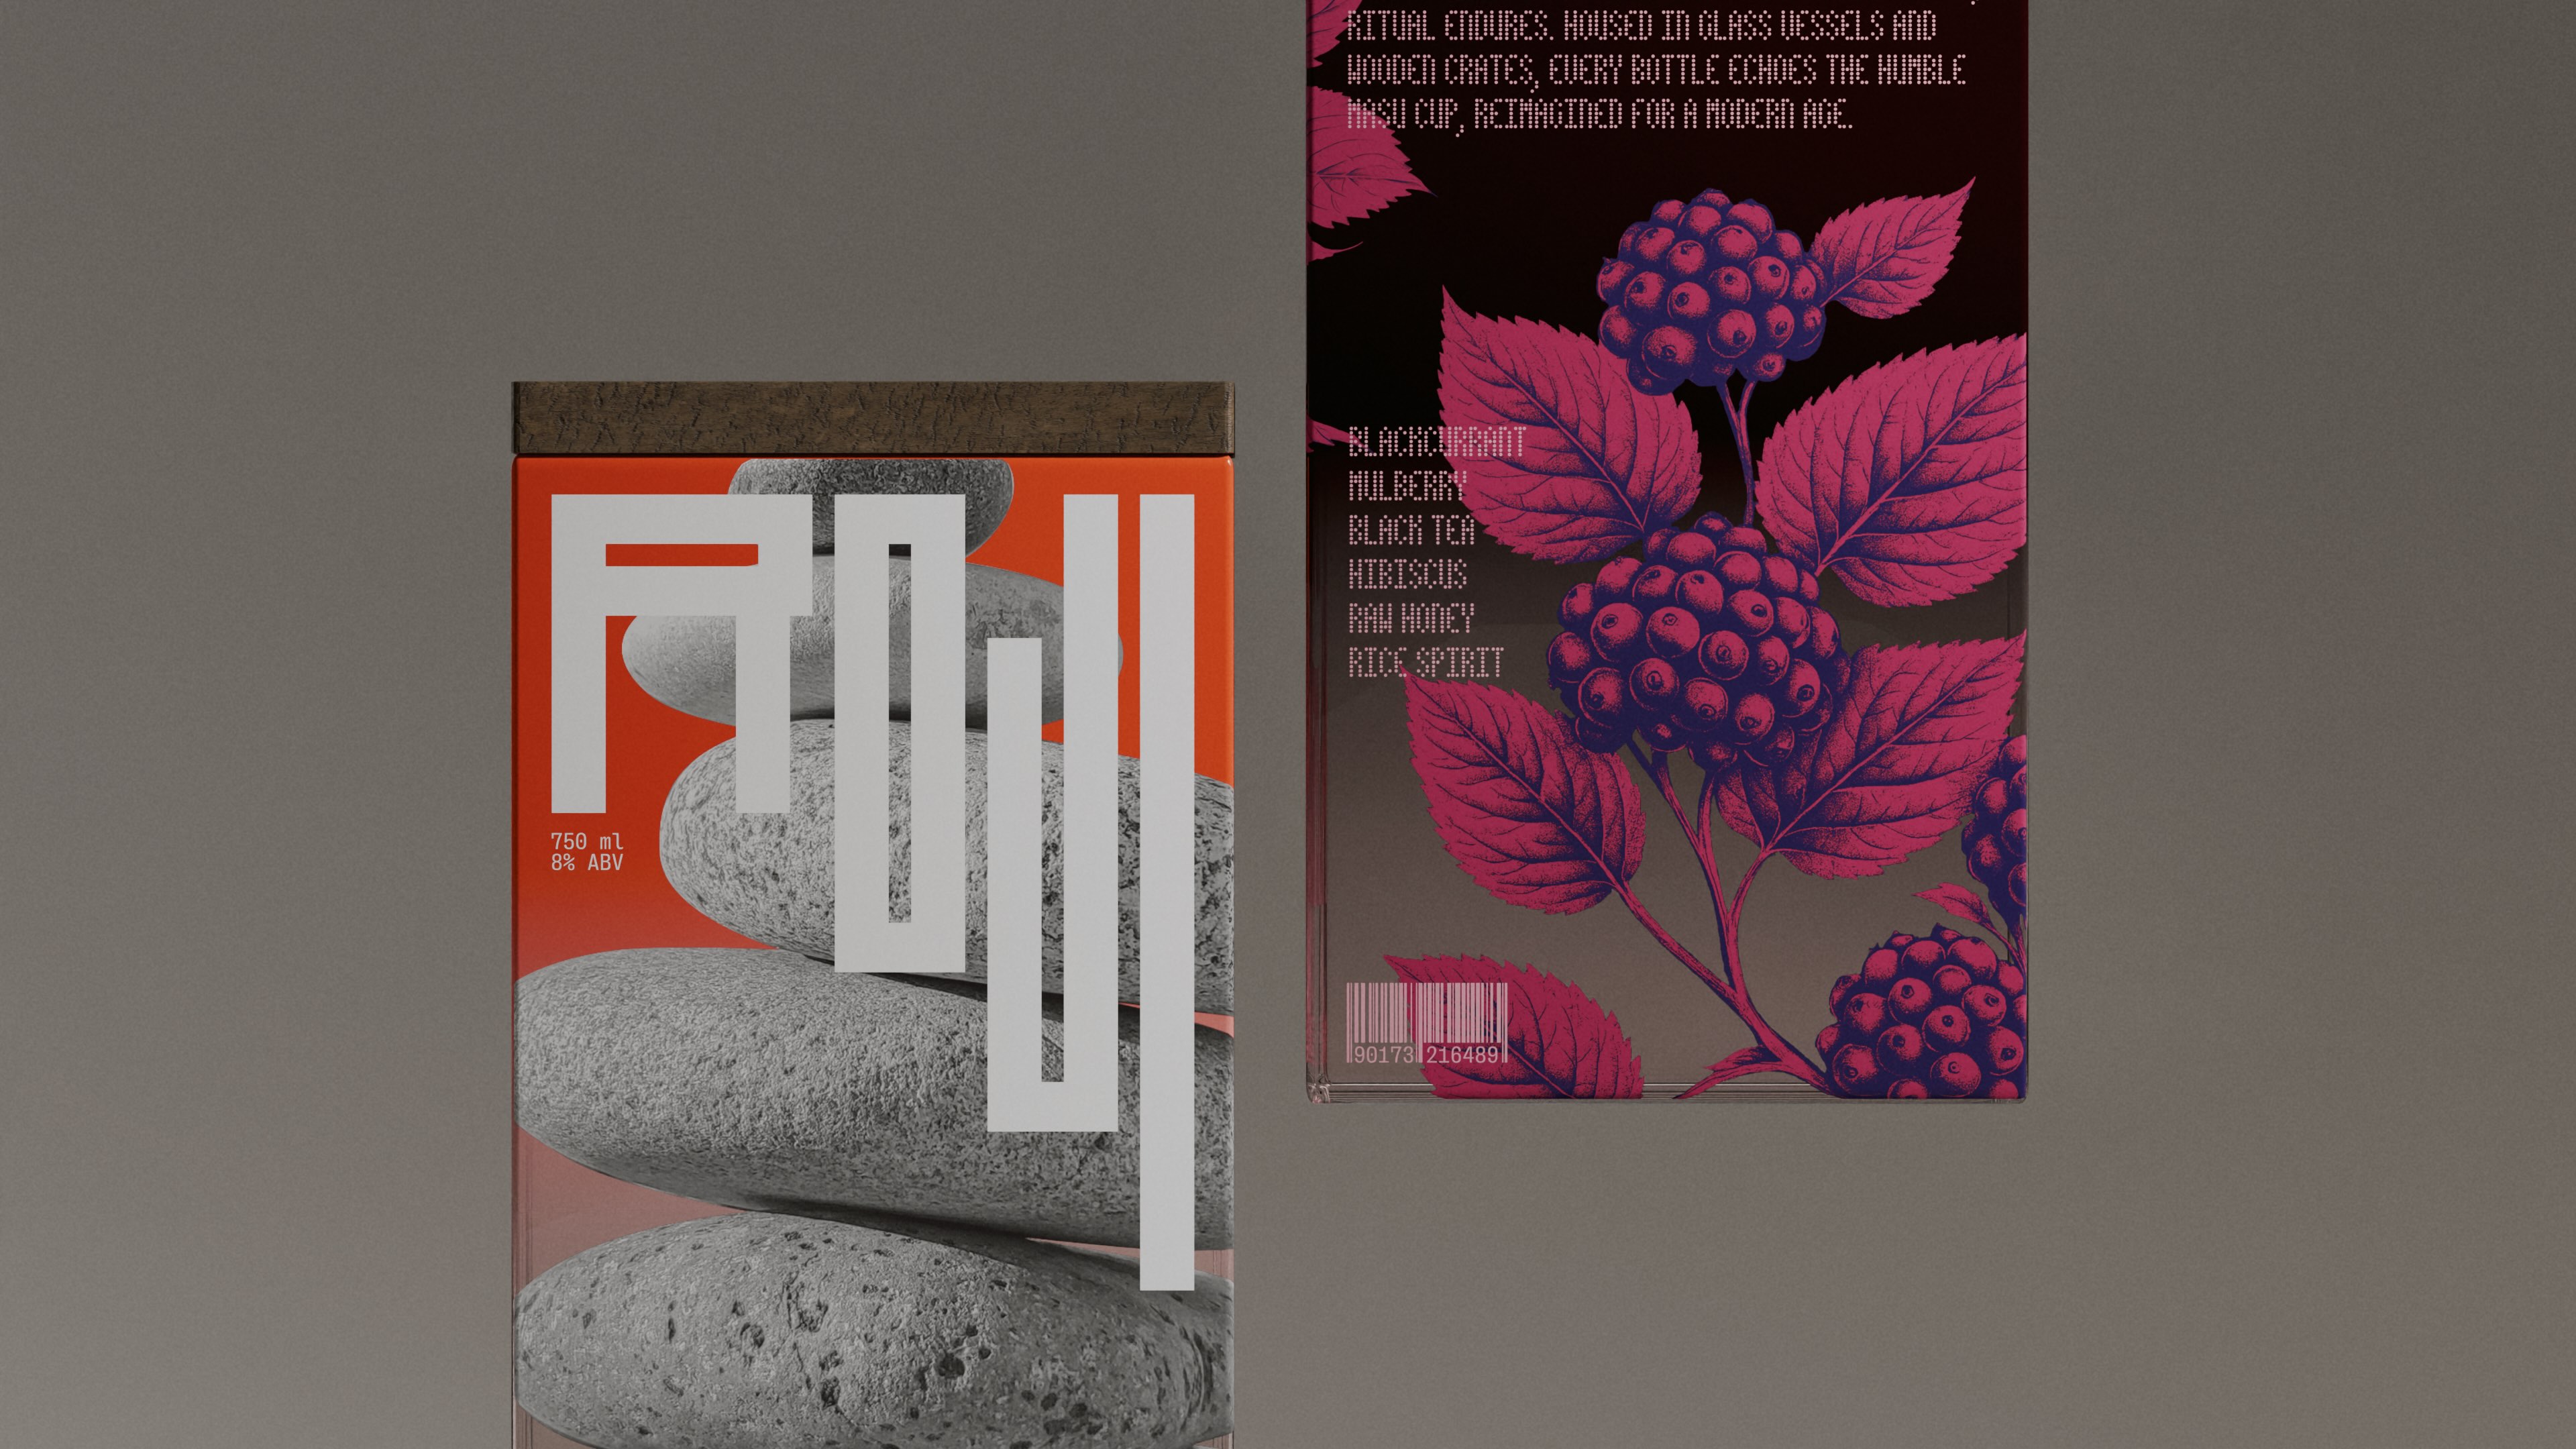 ROJI
750 ml
8% ABV
RITUAL ENDURES. HOUSED IN GLASS VESSELS AND
WOODEN CRATES, EVERY BOTTLE ECHOES THE HUMBLE
MASU CUP, REIMAGINED FOR A MODERN AGE.
BLACKCURRANT
MULBERRY
BLACK TEA
HIBISCUS
RAW HONEY
RICE SPIRIT
90173 216489